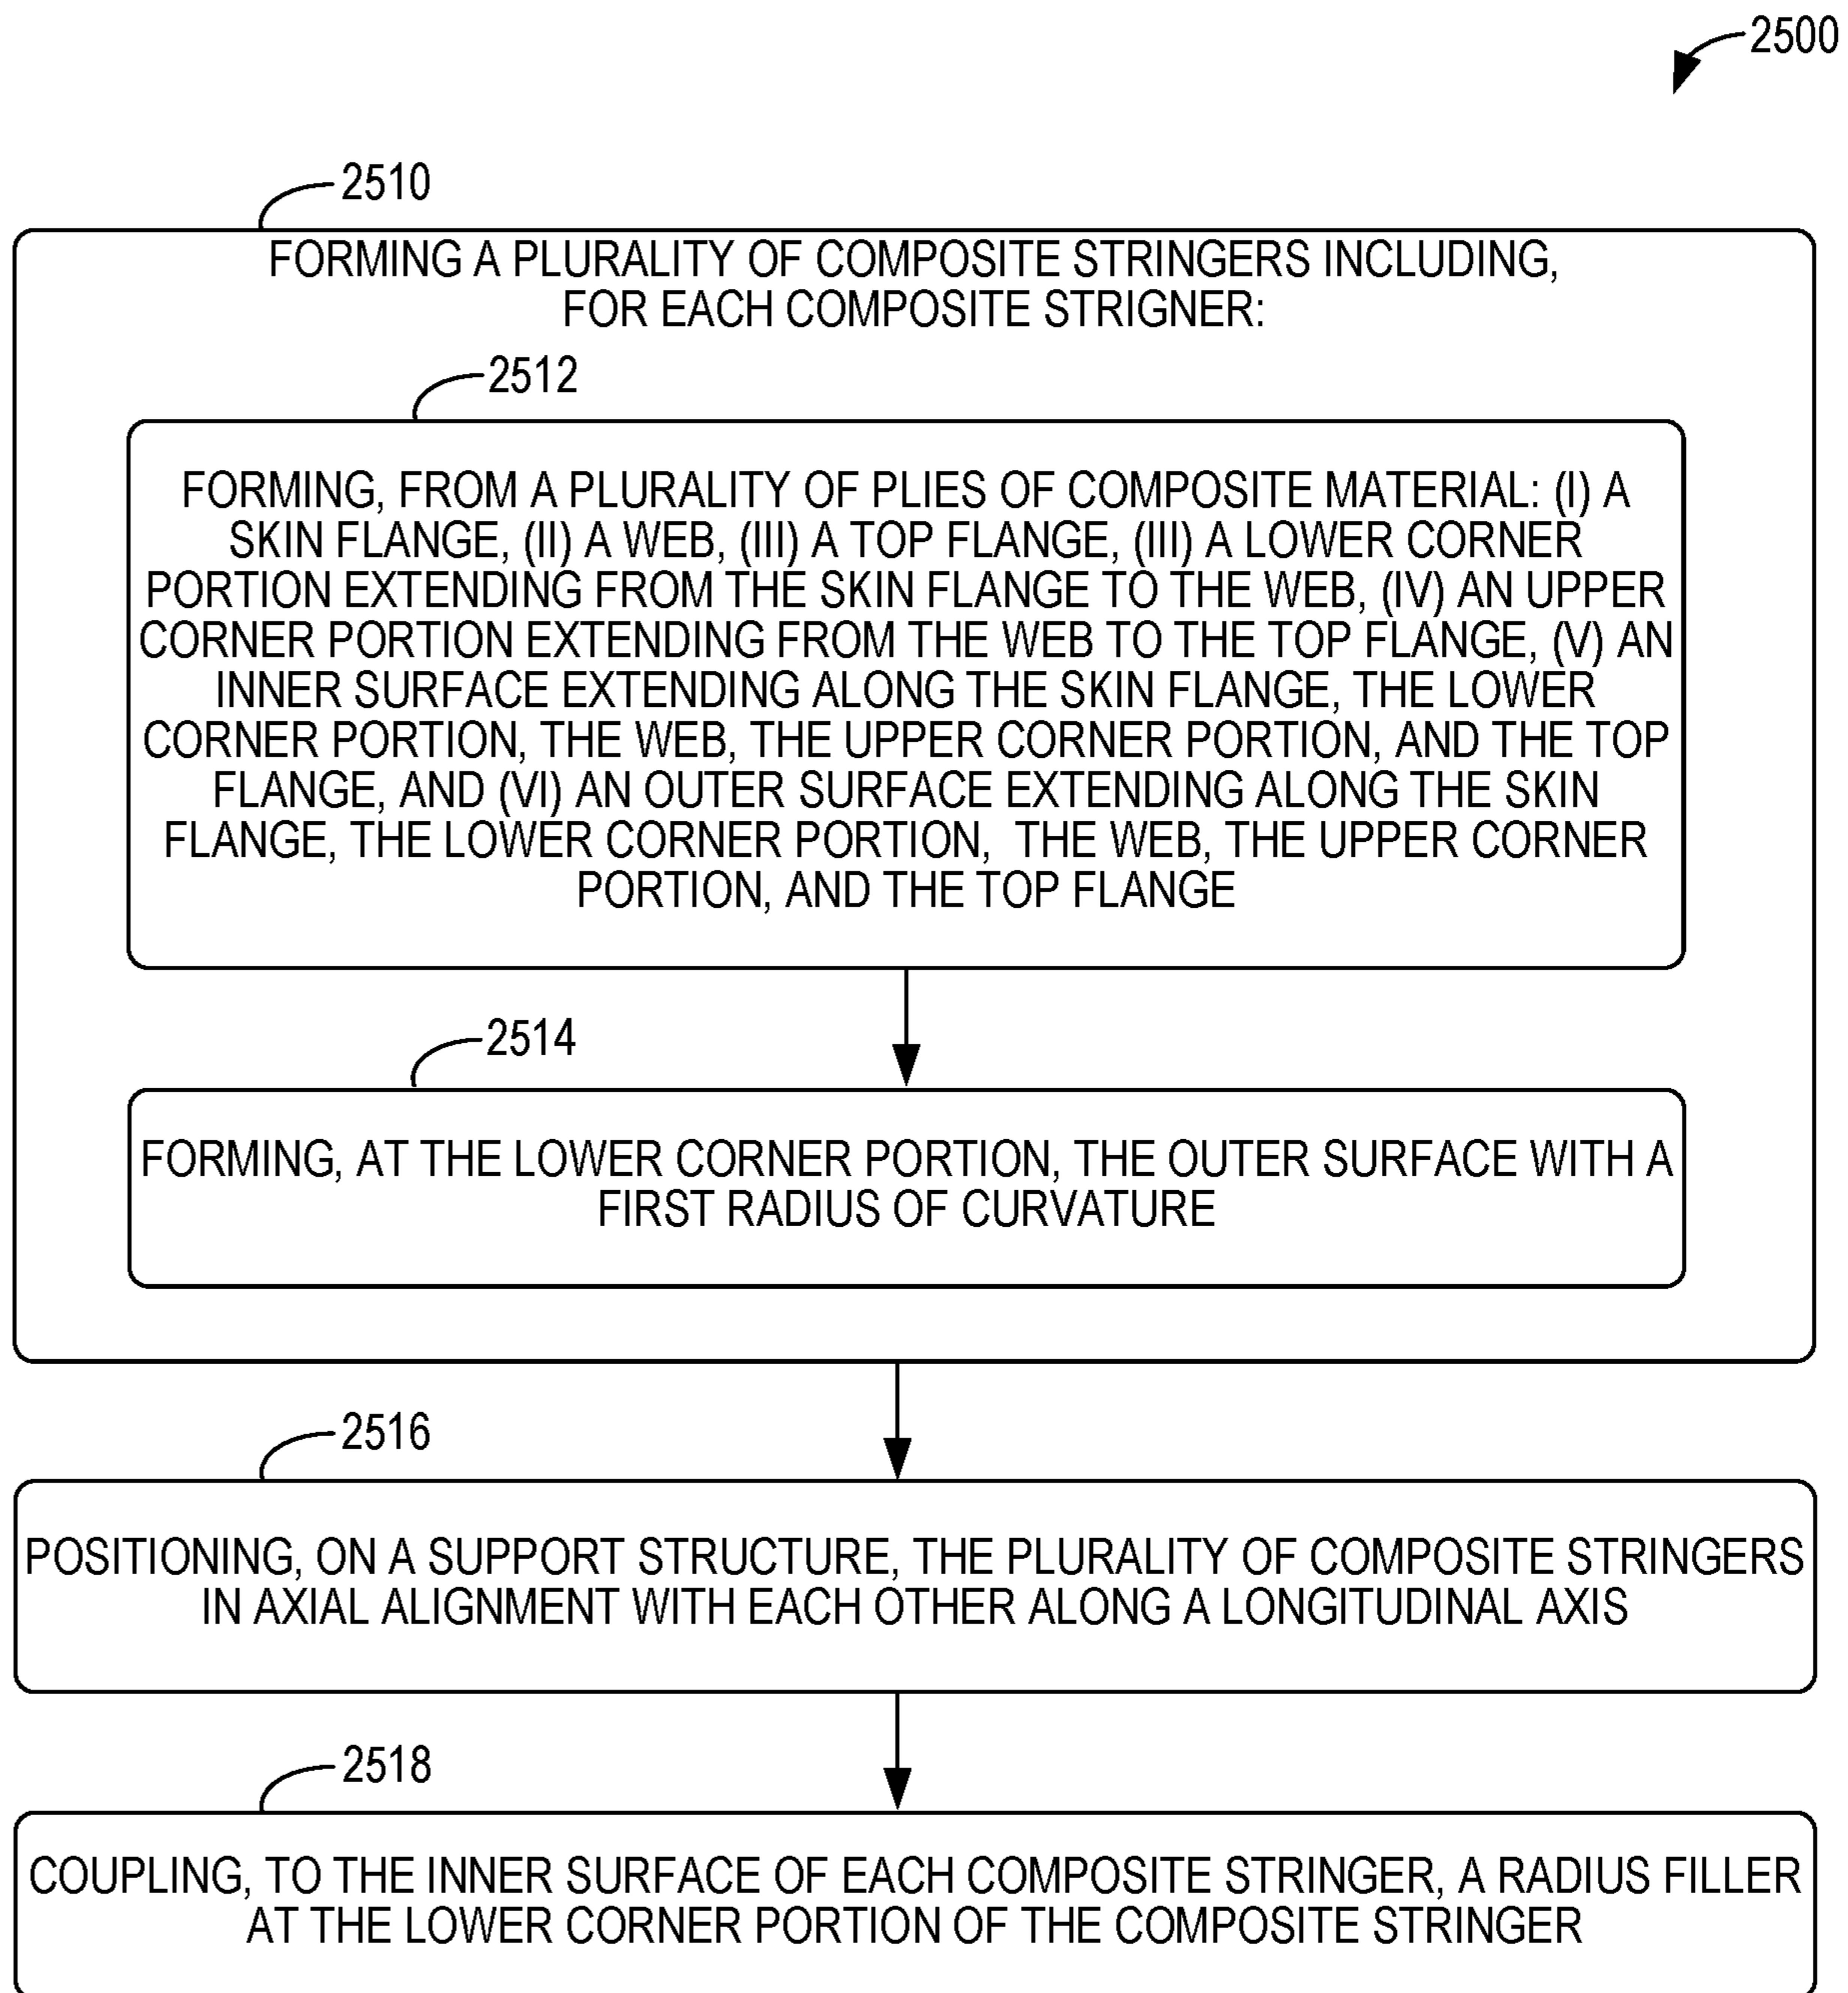 2500
2510
FORMING A PLURALITY OF COMPOSITE STRINGERS INCLUDING,
FOR EACH COMPOSITE STRIGNER:
2512
FORMING, FROM A PLURALITY OF PLIES OF COMPOSITE MATERIAL: (I) A
SKIN FLANGE, (II) A WEB, (III) A TOP FLANGE, (III) A LOWER CORNER
PORTION EXTENDING FROM THE SKIN FLANGE TO THE WEB, (IV) AN UPPER
CORNER PORTION EXTENDING FROM THE WEB TO THE TOP FLANGE, (V) AN
INNER SURFACE EXTENDING ALONG THE SKIN FLANGE, THE LOWER
CORNER PORTION, THE WEB, THE UPPER CORNER PORTION, AND THE TOP
FLANGE, AND (VI) AN OUTER SURFACE EXTENDING ALONG THE SKIN
FLANGE, THE LOWER CORNER PORTION, THE WEB, THE UPPER CORNER
PORTION, AND THE TOP FLANGE
2514
FORMING, AT THE LOWER CORNER PORTION, THE OUTER SURFACE WITH A
FIRST RADIUS OF CURVATURE
2516
POSITIONING, ON A SUPPORT STRUCTURE, THE PLURALITY OF COMPOSITE STRINGERS
IN AXIAL ALIGNMENT WITH EACH OTHER ALONG A LONGITUDINAL AXIS
2518
COUPLING, TO THE INNER SURFACE OF EACH COMPOSITE STRINGER, A RADIUS FILLER
AT THE LOWER CORNER PORTION OF THE COMPOSITE STRINGER